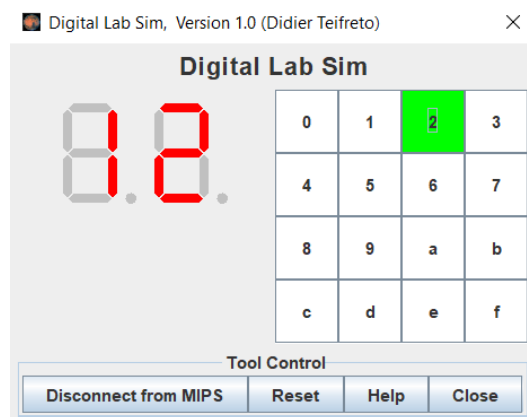 Digital Lab Sim, Version 1.0 (Didier Teifreto)
Digital Lab Sim
12
0 1 2 3
4 5 6 7
8 9 a b
c d e f
Tool Control
Disconnect from MIPS Reset Help Close